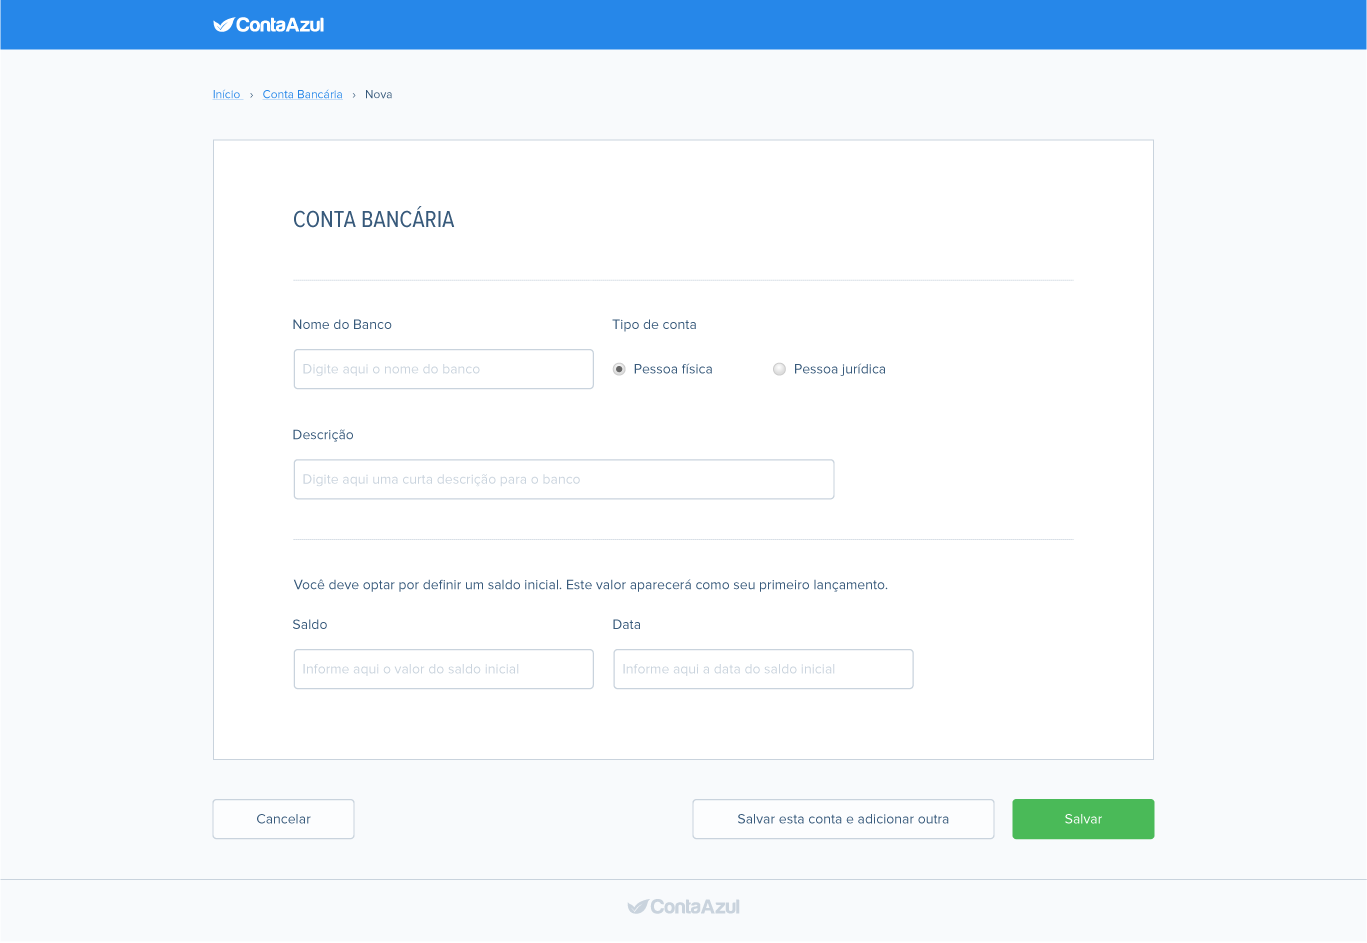 ContaAzul
Início › Conta Bancária › Nova
CONTA BANCÁRIA
Nome do Banco Tipo de conta
Digite aqui o nome do banco Pessoa física Pessoa jurídica
Descrição
Digite aqui uma curta descrição para o banco
Você deve optar por definir um saldo inicial. Este valor aparecerá como seu primeiro lançamento.
Saldo Data
Informe aqui o valor do saldo inicial Informe aqui a data do saldo inicial
Cancelar Salvar esta conta e adicionar outra Salvar
ContaAzul